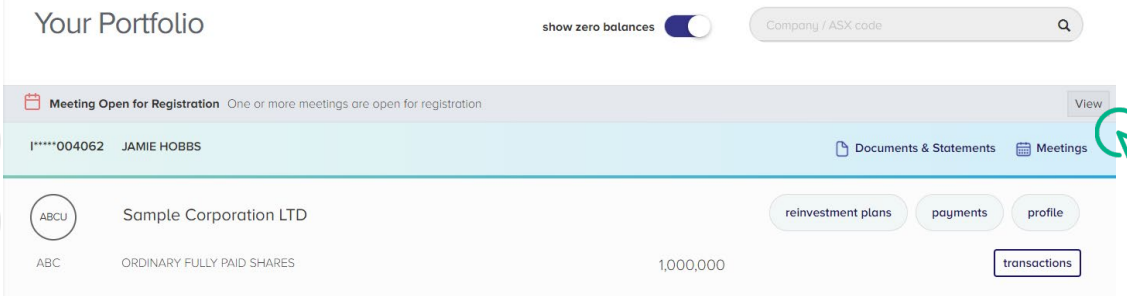 Your Portfolio show zero balances Company / ASX code
Meeting Open for Registration One or more meetings are open for registration View
I*****004062 JAMIE HOBBS Documents & Statements Meetings
ABCU Sample Corporation LTD reinvestment plans payments profile
ABC ORDINARY FULLY PAID SHARES 1,000,000 transactions